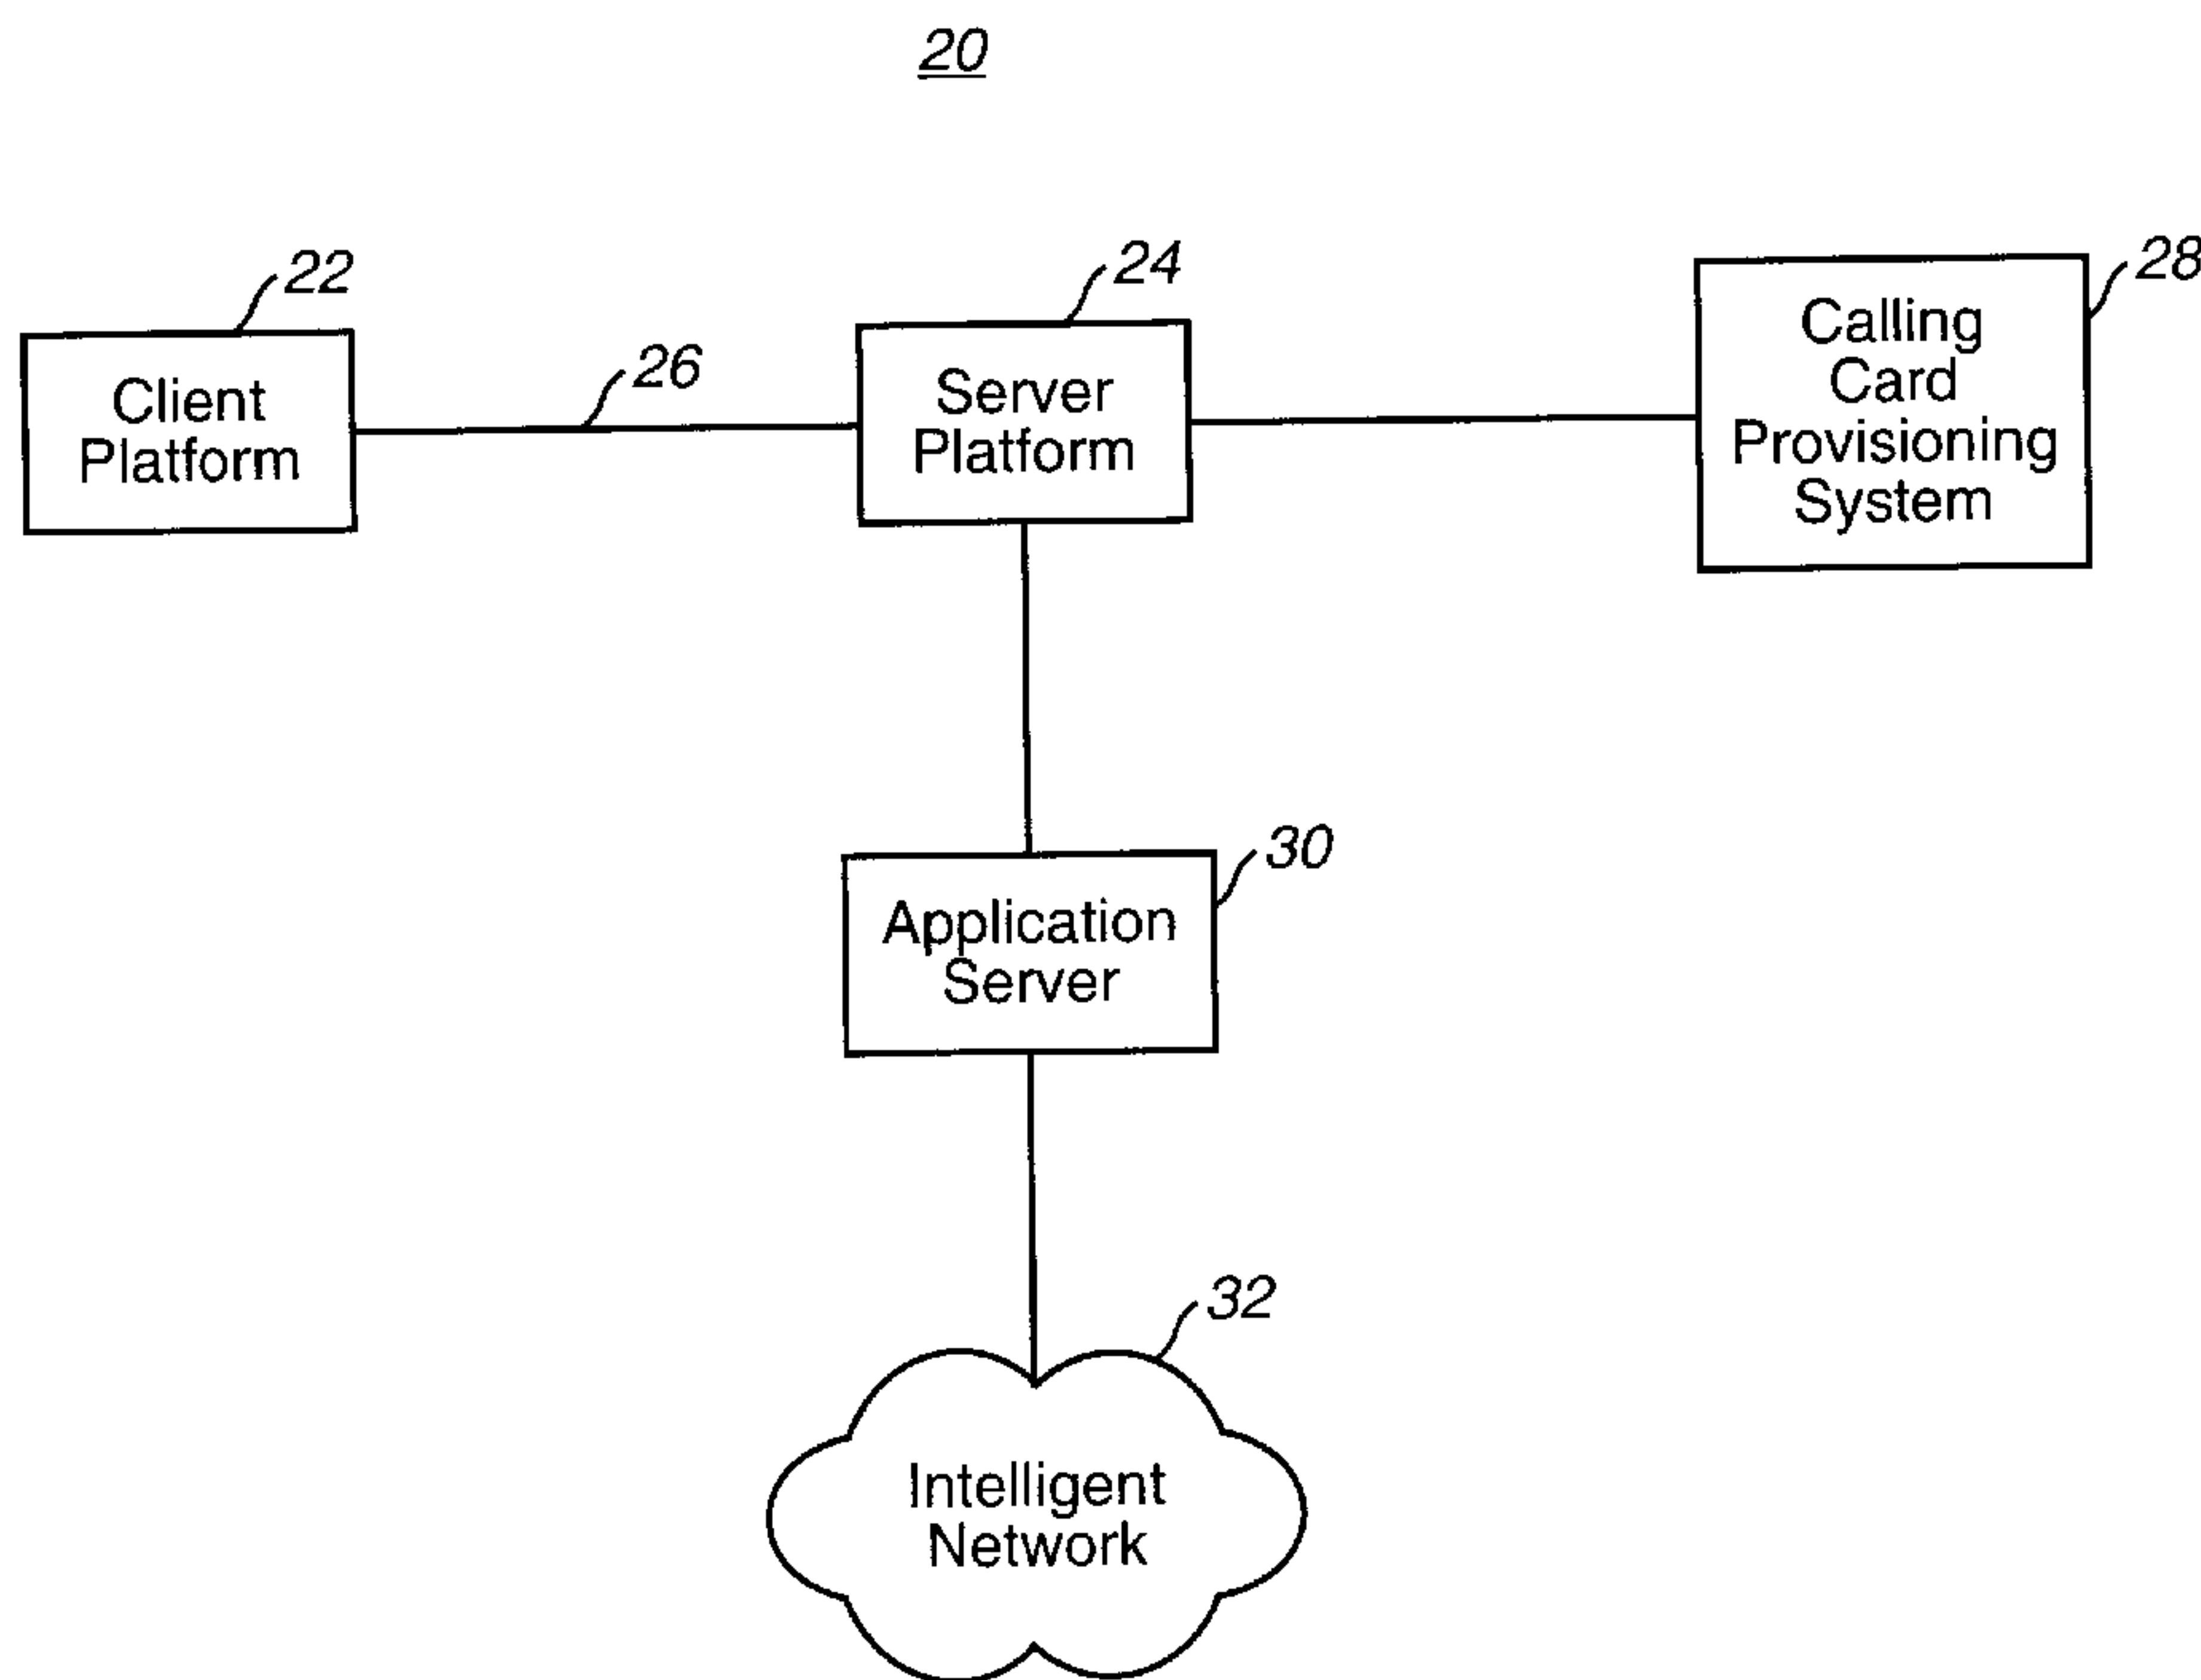 20
22
24
28
26
Client
Platform
Server
Platform
Calling
Card
Provisioning
System
30
Application
Server
32
Intelligent
Network